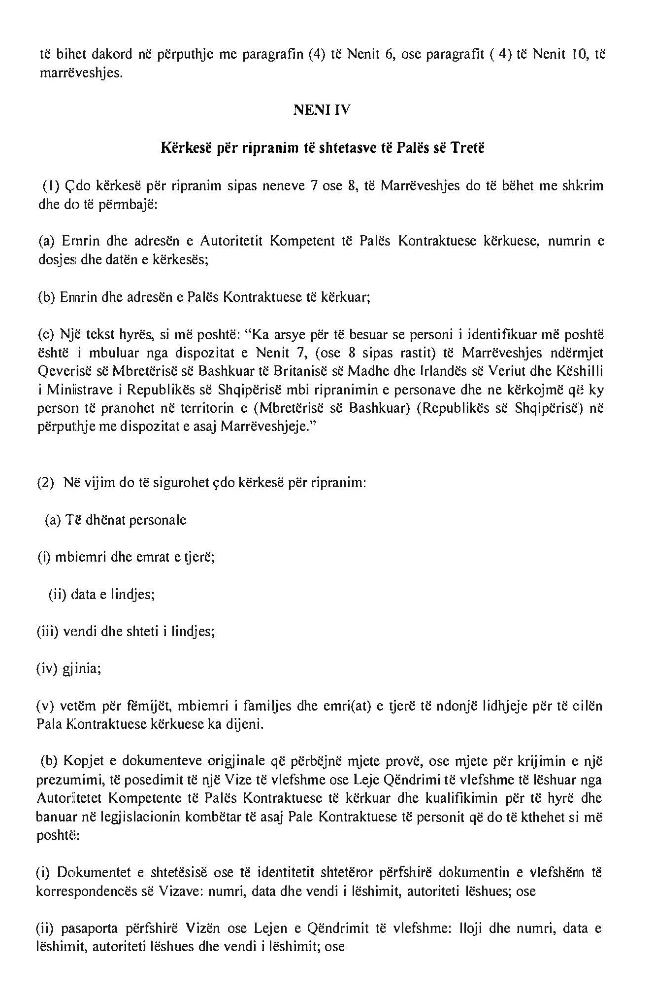 të bihet dakord në përputhje me paragrafin (4) të Nenit 6, ose paragrafit ( 4) të Nenit 10, të
marrëveshjes.
NENI IV
Kërkesë për ripranim të shtetasve të Palës së Tretë
(1) Çdo kërkesë për ripranim sipas neneve 7 ose 8, të Marrëveshjes do të bëhet me shkrim
dhe do të përmbajë:
(a) Emrin dhe adresën e Autoritetit Kompetent të Palës Kontraktuese kërkuese, numrin e
dosjes dhe datën e kërkesës;
(b) Emrin dhe adresën e Palës Kontraktuese të kërkuar;
(c) Një tekst hyrës, si më poshtë: “Ka arsye për të besuar se personi i identifikuar më poshtë
është i mbuluar nga dispozitat e Nenit 7, (ose 8 sipas rastit) të Marrëveshjes ndërmjet
Qeverisë së Mbretërisë së Bashkuar të Britanisë së Madhe dhe Irlandës së Veriut dhe Këshilli
i Ministrave i Republikës së Shqipërisë mbi ripranimin e personave dhe ne kërkojmë që ky
person të pranohet në territorin e (Mbretërisë së Bashkuar) (Republikës së Shqipërisë) në
përputhje me dispozitat e asaj Marrëveshjeje.”
(2) Në vijim do të sigurohet çdo kërkesë për ripranim:
(a) Të dhënat personale
(i) mbiemri dhe emrat e tjerë;
(ii) data e lindjes;
(iii) vendi dhe shteti i lindjes;
(iv) gjinia;
(v) vetëm për fëmijët, mbiemri i familjes dhe emri(at) e tjerë të ndonjë lidhjeje për të cilën
Pala Kontraktuese kërkuese ka dijeni.
(b) Kopjet e dokumenteve origjinale që përbëjnë mjete provë, ose mjete për krijimin e një
prezumimi, të posedimit të një Vize të vlefshme ose Leje Qëndrimi të vlefshme të lëshuar nga
Autoritetet Kompetente të Palës Kontraktuese të kërkuar dhe kualifikimin për të hyrë dhe
banuar në legjislacionin kombëtar të asaj Pale Kontraktuese të personit që do të kthehet si më
poshtë:
(i) Dokumentet e shtetësisë ose të identitetit shtetëror përfshirë dokumentin e vlefshëm të
korrespondencës së Vizave: numri, data dhe vendi i lëshimit, autoriteti lëshues; ose
(ii) pasaporta përfshirë Vizën ose Lejen e Qëndrimit të vlefshme: lloji dhe numri, data e
lëshimit, autoriteti lëshues dhe vendi i lëshimit; ose